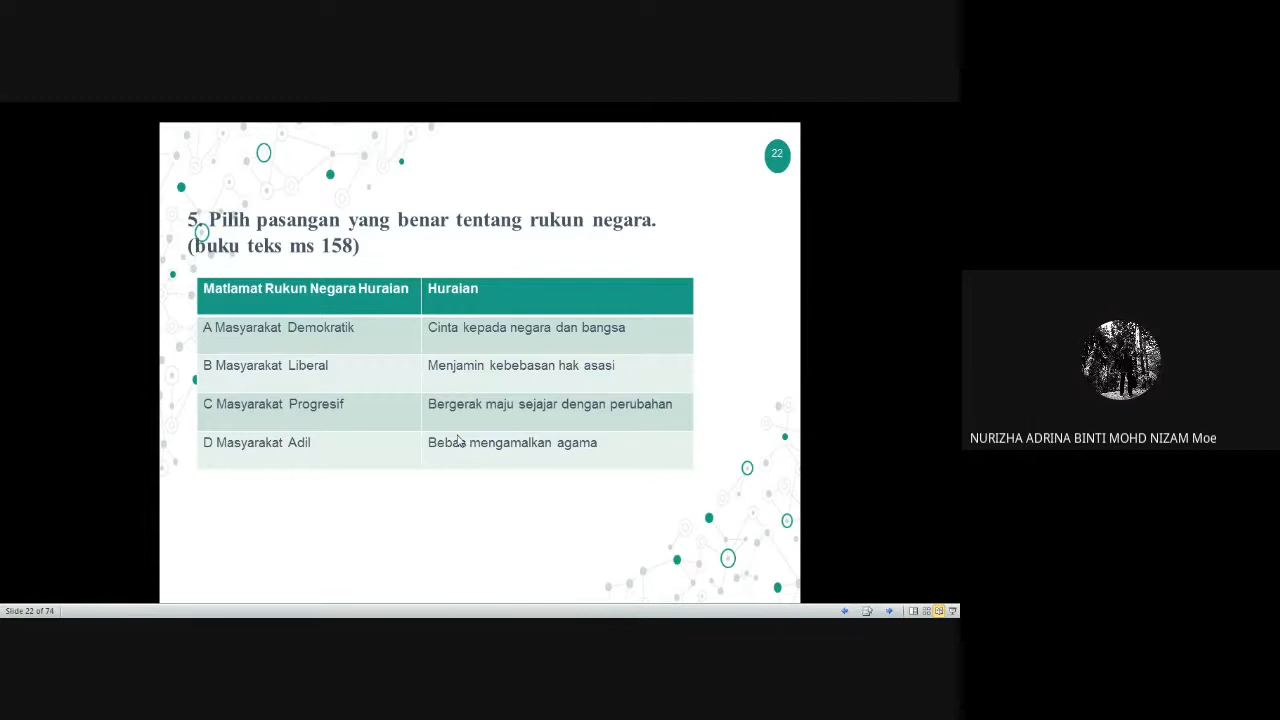 22
5. Pilih pasangan yang benar tentang rukun negara.
(buku teks ms 158)
Matlamat Rukun Negara Huraian Huraian
A Masyarakat Demokratik Cinta kepada negara dan bangsa
B Masyarakat Liberal Menjamin kebebasan hak asasi
C Masyarakat Progresif Bergerak maju sejajar dengan perubahan
D Masyarakat Adil Bebas mengamalkan agama
NURIZHA ADRINA BINTI MOHD NIZAM Moe
Slide 22 of 74